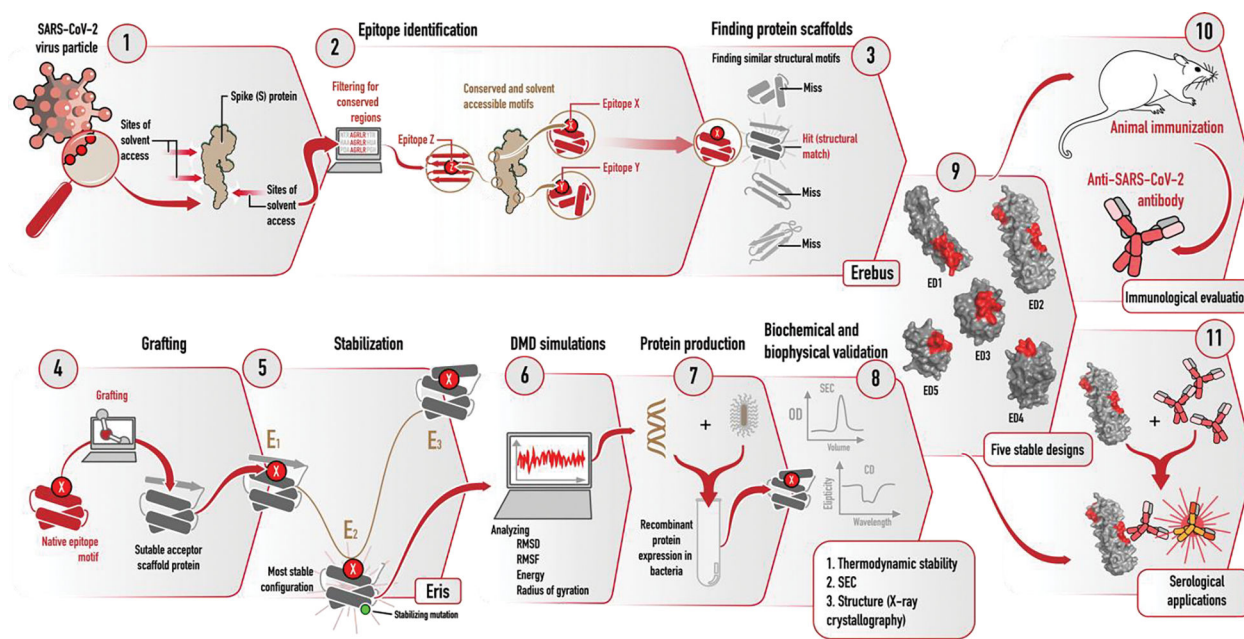 SARS-CoV-2
virus particle
1
Spike (S) protein
Sites of
solvent
access
Sites of
solvent
access
2
Epitope identification
Filtering for
conserved
regions
AGRLR
AGRLR
AGRLR
Conserved and solvent
accessible motifs
Epitope Z
Z
Epitope X
X
Epitope Y
Y
Finding protein scaffolds
3
Finding similar structural motifs
X
Miss
Hit (structural
match)
Miss
Miss
Erebus
4
Grafting
Grafting
X
Native epitope
motif
Sutable acceptor
scaffold protein
5
Stabilization
E1
X
E2
X
E3
X
Most stable
configuration
Stabilizing mutation
Eris
DMD simulations
6
Analyzing
RMSD
RMSF
Energy
Radius of gyration
Protein production
7
+
Recombinant
protein
expression in
bacteria
X
Biochemical and
biophysical validation
8
SEC
OD
Volume
CD
Elipticity
Wavelength
1. Thermodynamic stability
2. SEC
3. Structure (X-ray
crystallography)
9
ED1
ED2
ED3
ED5
ED4
Five stable designs
10
Animal immunization
Anti-SARS-CoV-2
antibody
Immunological evaluation
11
+
Serological
applications